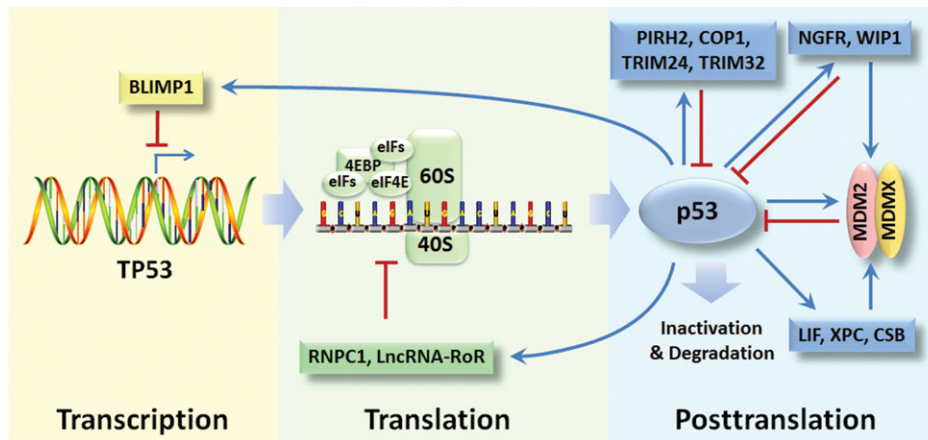 BLIMP1
TP53
Transcription
eIFs
4EBP
eIFs
eIF4E
60S
G C U A G A U G A C U A G C U
40S
RNPC1, LncRNA-RoR
Translation
PIRH2, COP1,
TRIM24, TRIM32
NGFR, WIP1
p53
MDM2
MDMX
Inactivation
& Degradation
LIF, XPC, CSB
Posttranslation